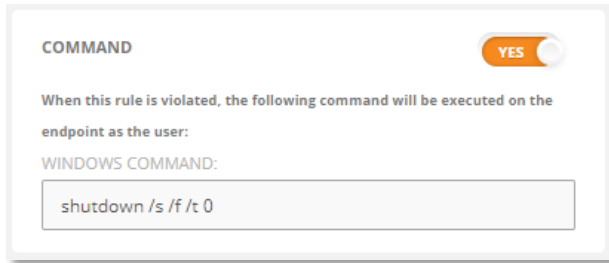 COMMAND
YES
When this rule is violated, the following command will be executed on the
endpoint as the user:
WINDOWS COMMAND:
shutdown /s /f /t 0